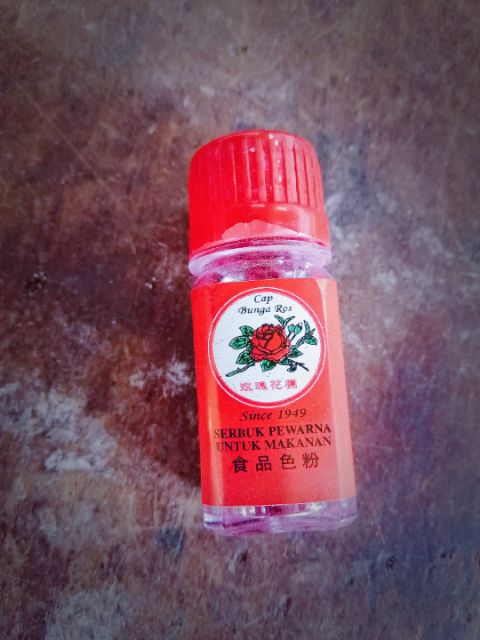 Cap
Bunga Ros
玫瑰花標
Since 1949
SERBUK PEWARNA
UNTUK MAKANAN
食品色粉